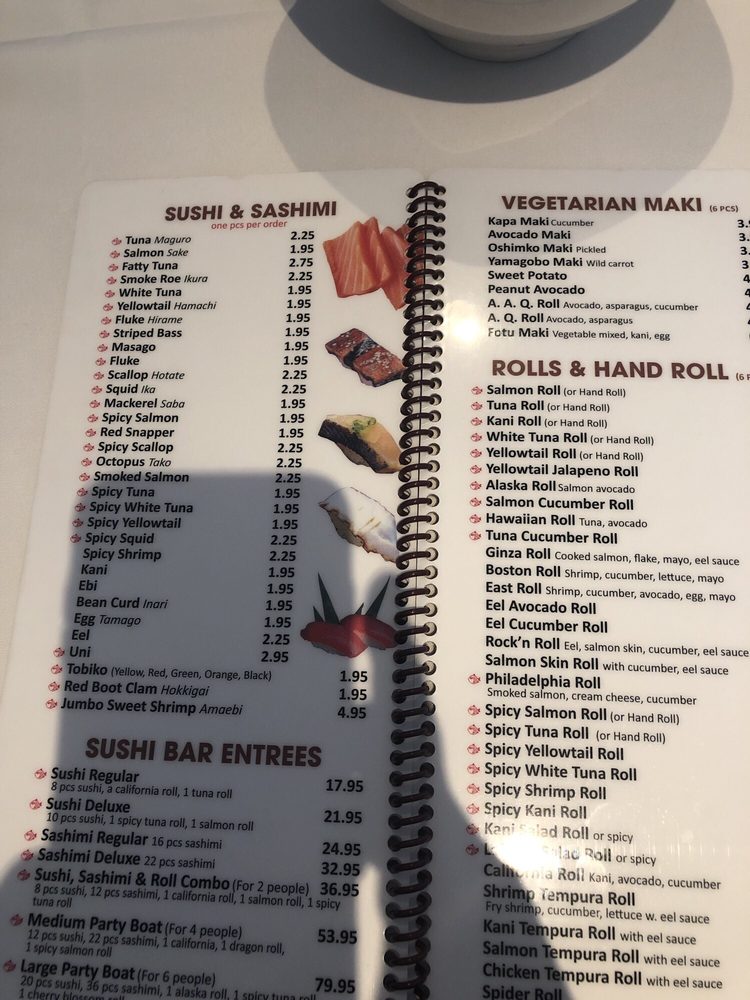 SUSHI & SASHIMI
one pcs per order
Tuna Maguro 2.25
Salmon Sake 1.95
Fatty Tuna 2.75
Smoke Roe Ikura 2.25
White Tuna 1.95
Yellowtail Hamachi 1.95
Fluke Hirame 1.95
Striped Bass 1.95
Masago 1.95
Fluke 1.95
Scallop Hotate 2.25
Squid Ika 2.25
Mackerel Saba 1.95
Spicy Salmon 1.95
Red Snapper 1.95
Spicy Scallop 2.25
Octopus Tako 2.25
Smoked Salmon 2.25
Spicy Tuna 1.95
Spicy White Tuna 1.95
Spicy Yellowtail 1.95
Spicy Squid 2.25
Spicy Shrimp 2.25
Kani 1.95
Ebi 1.95
Bean Curd Inari 1.95
Egg Tamago 1.95
Eel 2.25
Uni 2.95
Tobiko (Yellow, Red, Green, Orange, Black) 1.95
Red Boot Clam Hokkigai 1.95
Jumbo Sweet Shrimp Amaebi 4.95
SUSHI BAR ENTREES
Sushi Regular 17.95
8 pcs sushi, a california roll, 1 tuna roll
Sushi Deluxe 21.95
10 pcs sushi, 1 spicy tuna roll, 1 salmon roll
Sashimi Regular 16 pcs sashimi 24.95
Sashimi Deluxe 22 pcs sashimi 32.95
Sushi, Sashimi & Roll Combo (For 2 people) 36.95
8 pcs sushi, 12 pcs sashimi, 1 california roll, 1 salmon roll, 1 spicy
tuna roll
Medium Party Boat (For 4 people) 53.95
12 pcs sushi, 22 pcs sashimi, 1 california, 1 dragon roll,
1 spicy salmon roll
Large Party Boat (For 6 people) 79.95
20 pcs sushi, 36 pcs sashimi, 1 alaska roll, 1 spicy tuna roll
1 cherry blossom roll
VEGETARIAN MAKI (6 PCS)
Kapa Maki Cucumber 3.
Avocado Maki 3.
Oshimko Maki Pickled 3.
Yamagobo Maki Wild carrot 3
Sweet Potato 4
Peanut Avocado
A. A. Q. Roll Avocado, asparagus, cucumber
A. Q. Roll Avocado, asparagus
Fotu Maki Vegetable mixed, kani, egg
ROLLS & HAND ROLL (6
Salmon Roll (or Hand Roll)
Tuna Roll (or Hand Roll)
Kani Roll (or Hand Roll)
White Tuna Roll (or Hand Roll)
Yellowtail Roll (or Hand Roll)
Yellowtail Jalapeno Roll
Alaska Roll Salmon avocado
Salmon Cucumber Roll
Hawaiian Roll Tuna, avocado
Tuna Cucumber Roll
Ginza Roll Cooked salmon, flake, mayo, eel sauce
Boston Roll Shrimp, cucumber, lettuce, mayo
East Roll Shrimp, cucumber, avocado, egg, mayo
Eel Avocado Roll
Eel Cucumber Roll
Rock'n Roll Eel, salmon skin, cucumber, eel sauce
Salmon Skin Roll with cucumber, eel sauce
Philadelphia Roll
Smoked salmon, cream cheese, cucumber
Spicy Salmon Roll (or Hand Roll)
Spicy Tuna Roll (or Hand Roll)
Spicy Yellowtail Roll
Spicy White Tuna Roll
Spicy Shrimp Roll
Spicy Kani Roll
Kani Salad Roll or spicy
Salad Roll or spicy
California Roll Kani, avocado, cucumber
Shrimp Tempura Roll
Fry shrimp, cucumber, lettuce w. eel sauce
Kani Tempura Roll with eel sauce
Salmon Tempura Roll with eel sauce
Chicken Tempura Roll with eel sauce
Spider Roll